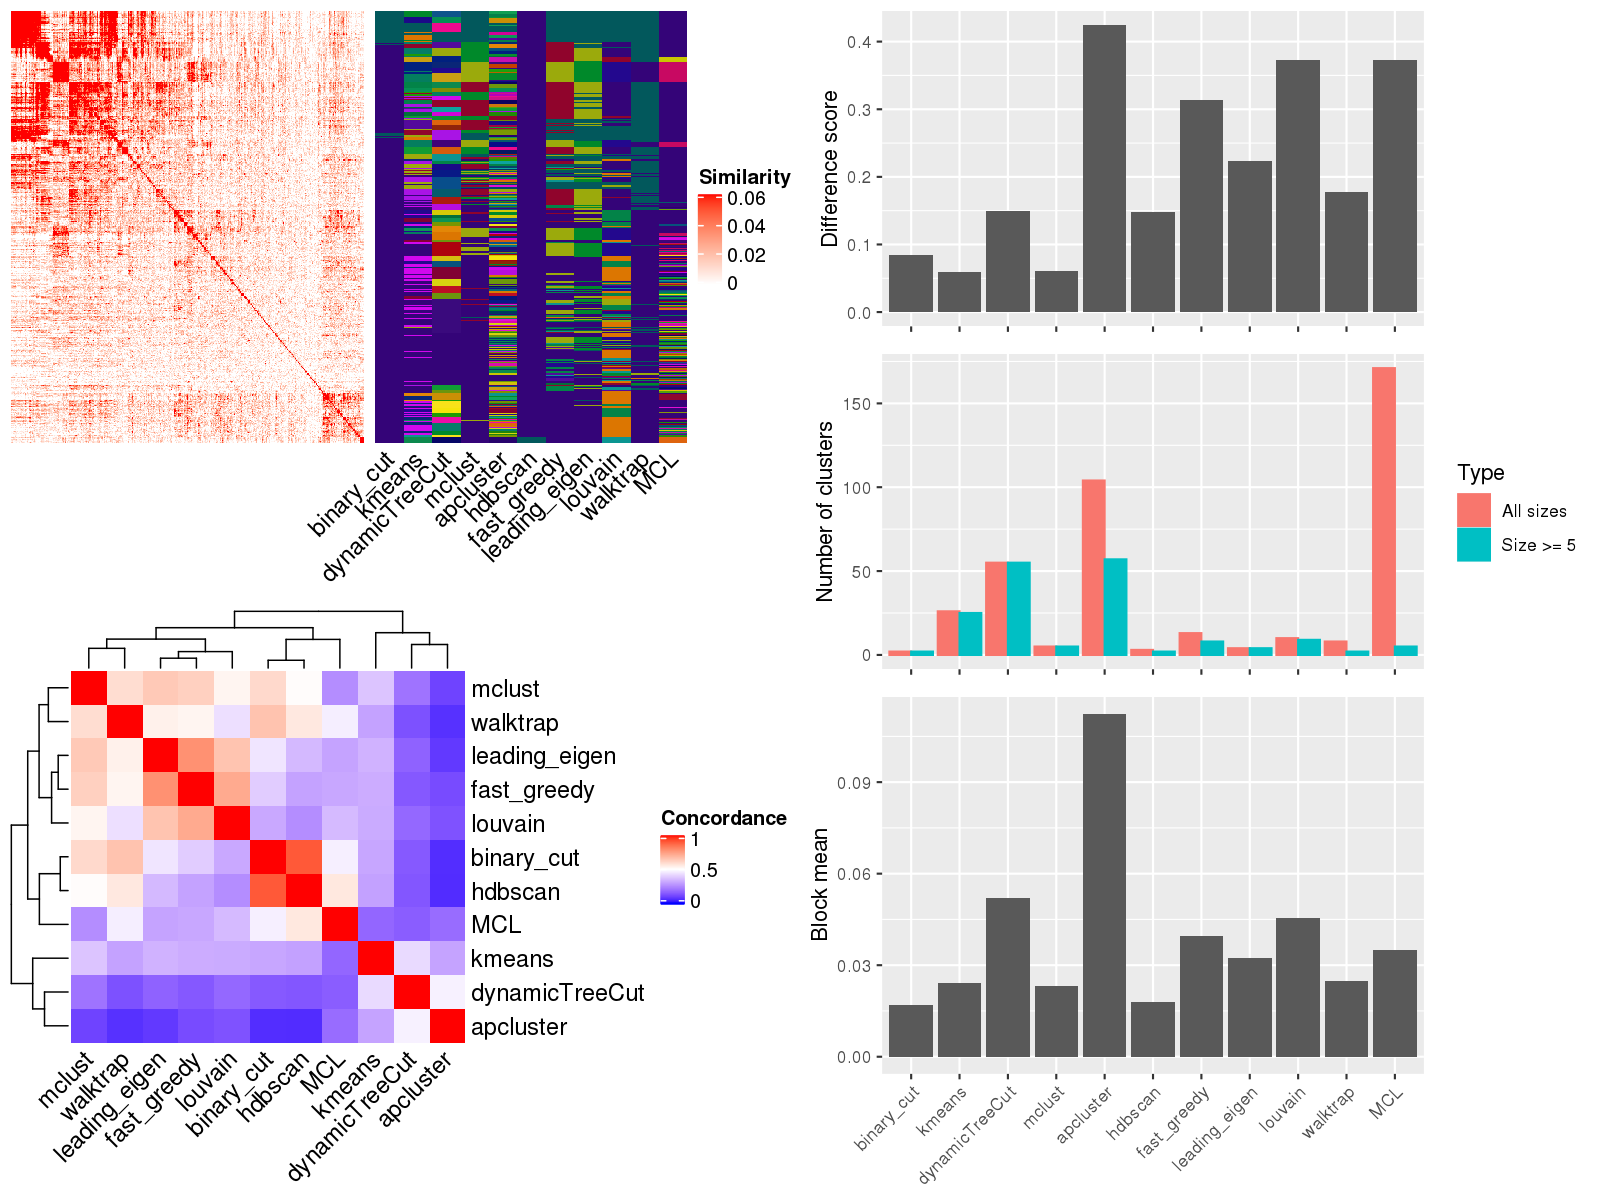 Similarity
0.06
0.04
0.02
0
binary_cut
kmeans
dynamicTreeCut
mclust
apcluster
hdbscan
fast_greedy
leading_eigen
louvain
walktrap
MCL
mclust
walktrap
leading_eigen
fast_greedy
louvain
binary_cut
hdbscan
MCL
kmeans
dynamicTreeCut
apcluster
mclust
walktrap
leading_eigen
fast_greedy
louvain
binary_cut
hdbscan
MCL
kmeans
dynamicTreeCut
apcluster
Concordance
1
0.5
0
Difference score
0.4
0.3
0.2
0.1
0.0
Number of clusters
150
100
50
0
Type
All sizes
Size >= 5
Block mean
0.09
0.06
0.03
0.00
binary_cut
kmeans
dynamicTreeCut
mclust
apcluster
hdbscan
fast_greedy
leading_eigen
louvain
walktrap
MCL